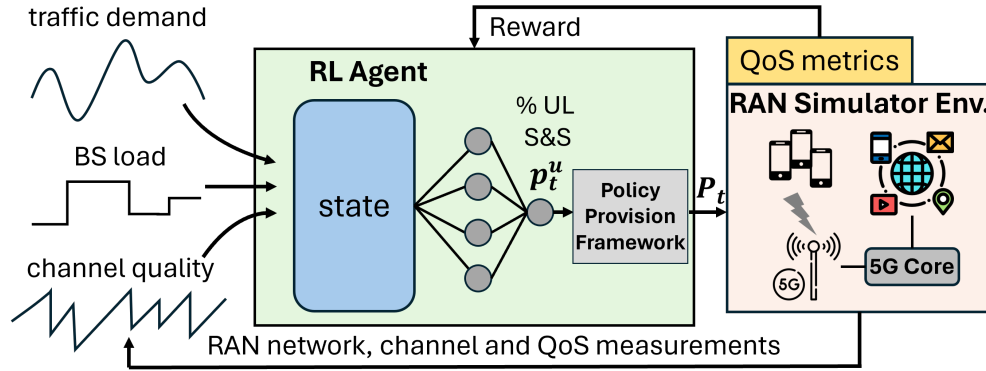 traffic demand
BS load
channel quality
Reward
RL Agent
state
% UL
S&S
p_t^u
Policy
Provision
Framework
P_t
QoS metrics
RAN Simulator Env.
5G
5G Core
RAN network, channel and QoS measurements